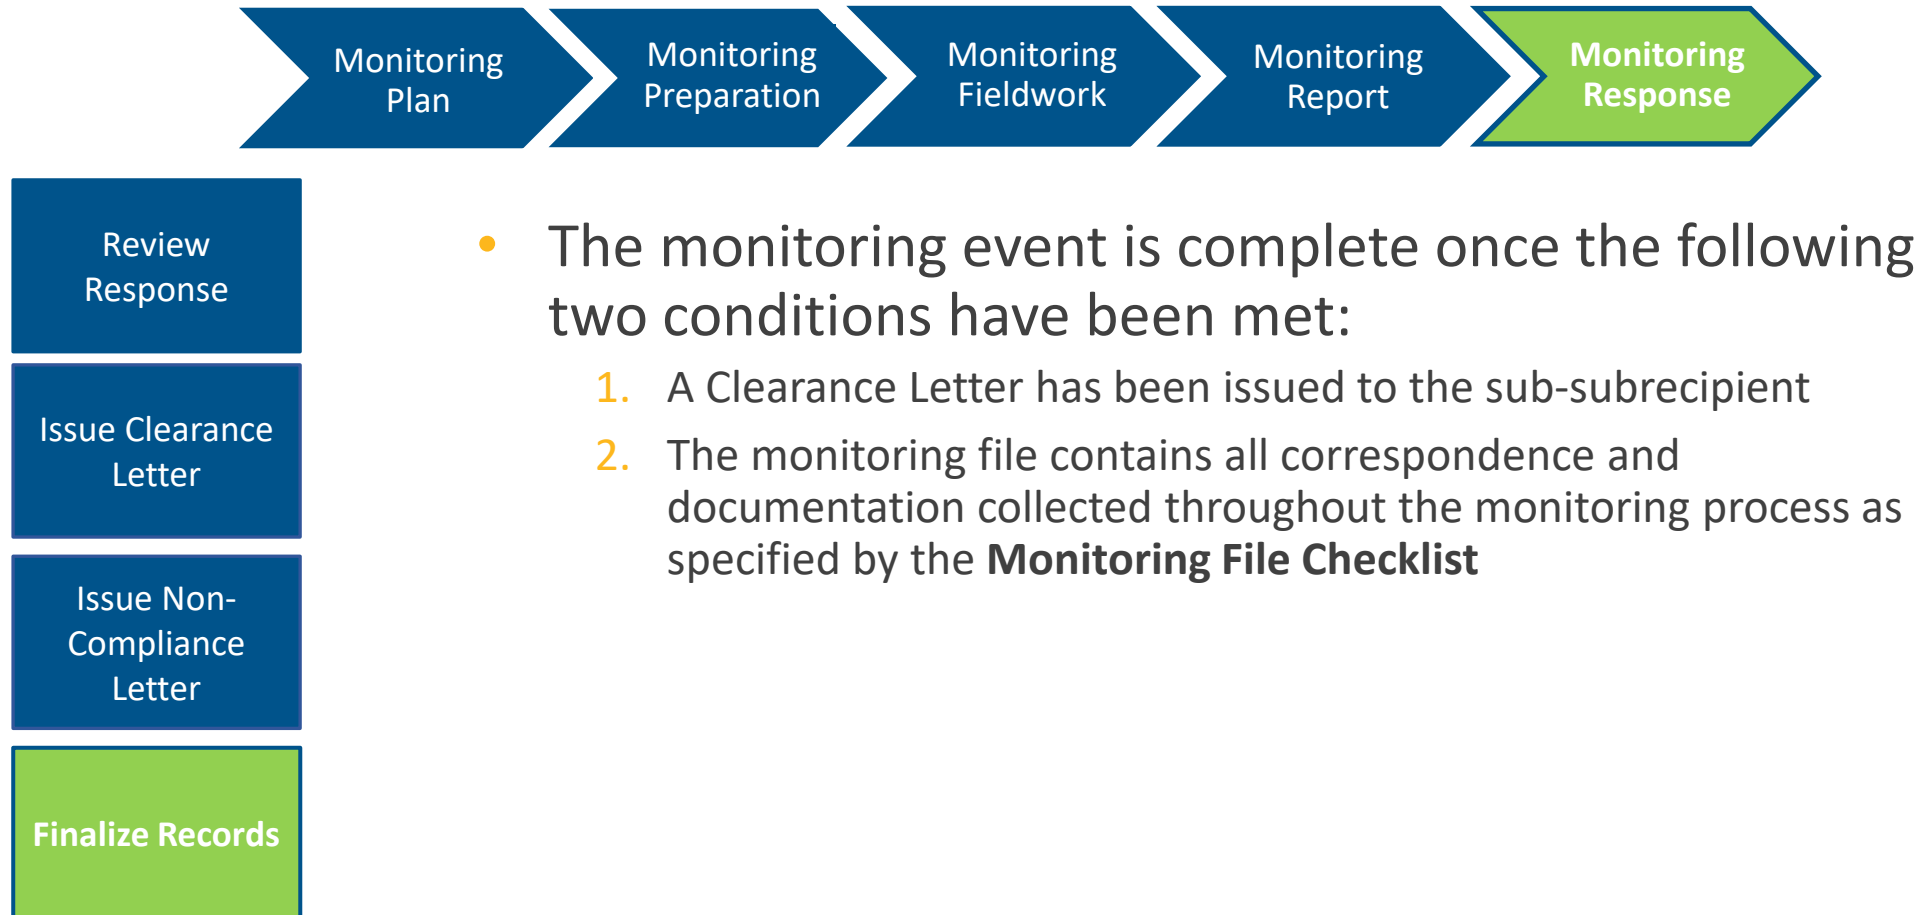 Monitoring
Plan
Monitoring
Preparation
Monitoring
Fieldwork
Monitoring
Report
Monitoring
Response
Review
Response
Issue Clearance
Letter
Issue Non-
Compliance
Letter
Finalize Records
• The monitoring event is complete once the following
two conditions have been met:
1. A Clearance Letter has been issued to the sub-subrecipient
2. The monitoring file contains all correspondence and
documentation collected throughout the monitoring process as
specified by the Monitoring File Checklist